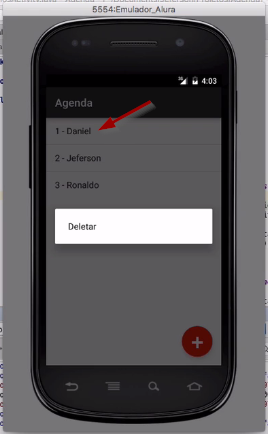 5554:Emulador_Alura
4:03
Agenda
1 - Daniel
2 - Jeferson
3 - Ronaldo
Deletar
+